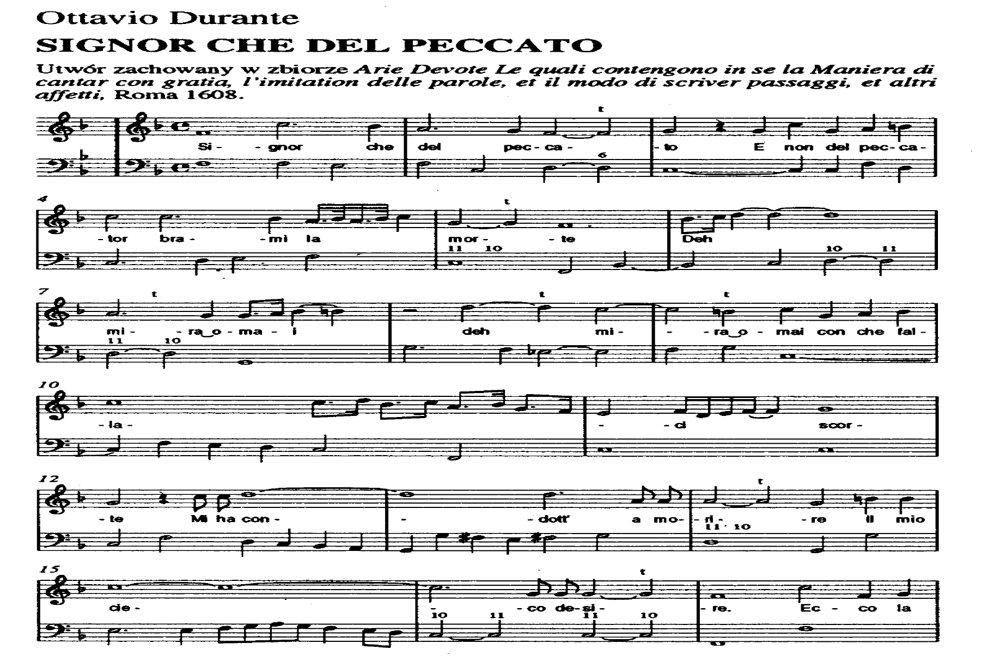 Ottavio Durante
SIGNOR CHE DEL PECCATO
Utwór zachowany w zbiorze Arie Devote Le quali contengono in se la Maniera di
cantar con gratia, l'imitation delle parole, et il modo di scriver passaggi, et altri
affetti, Roma 1608.
t
Si - - gnor che del pec - ca - - to E non del pec - ca -
6
4
t
- tor bra - - mi la mor - - te Deh
11 10 10 11
7
t t t
mi - - ra_o - ma - i deh mi - - - ra_o - mai con che fal -
11 10
10
- la - - - ci scor -
12
t
- te Mi ha con - - - dott' a mo - - ri - - re Il mio
11 10
15
t
cie - - - co de - si - - re. Ec - co la
10 11 11 10